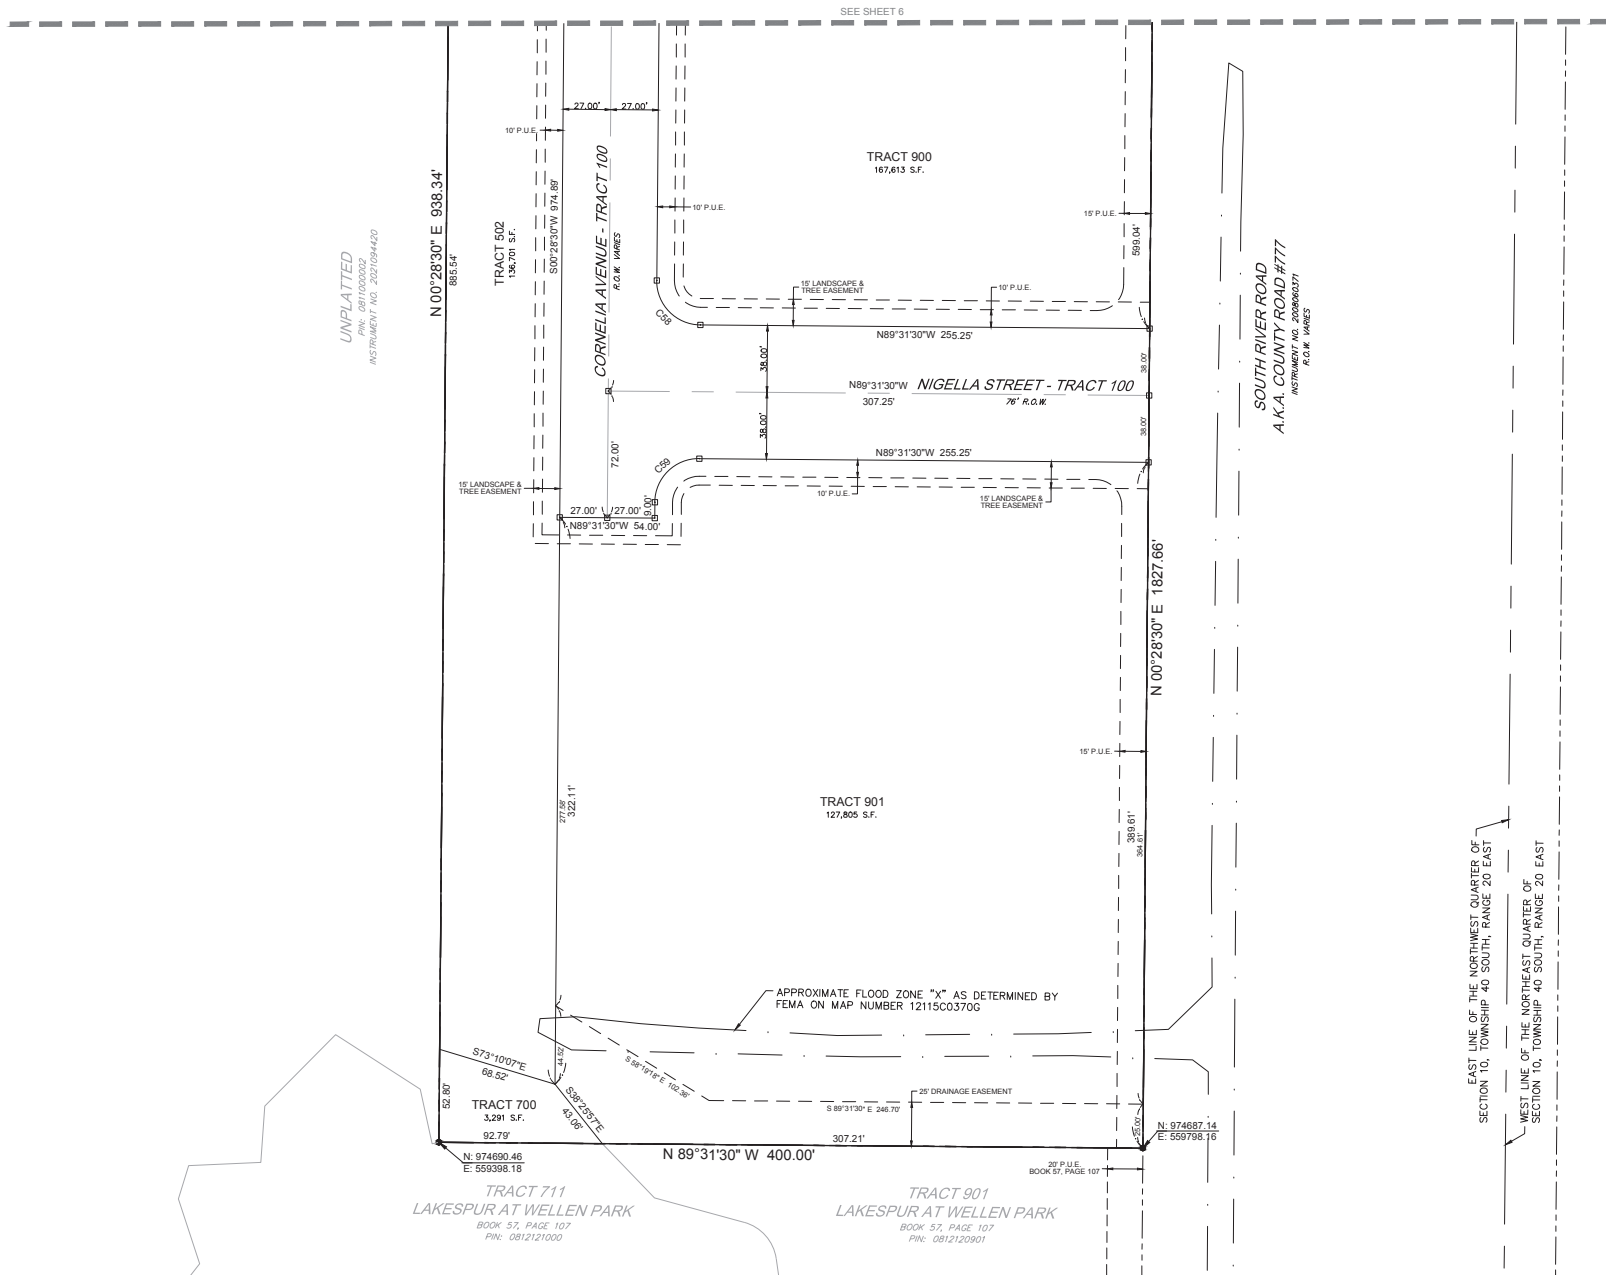 SEE SHEET 6
27.00'
27.00'
10' P.U.E.
N 00°28'30" E  938.34'
885.54'
TRACT 502
136,701 S.F.
S00°28'30"W  974.89'
CORNELIA AVENUE - TRACT 100
R.O.W. VARIES
10' P.U.E.
TRACT 900
167,613 S.F.
15' P.U.E.
599.04'
UNPLATTED
PIN: 0811000002
INSTRUMENT NO. 2021094420
15' LANDSCAPE &
TREE EASEMENT
10' P.U.E.
C58
N89°31'30"W  255.25'
SOUTH RIVER ROAD
A.K.A. COUNTY ROAD #777
INSTRUMENT NO. 2008060371
R.O.W. VARIES
38.00'
38.00'
N89°31'30"W
307.25'
NIGELLA STREET - TRACT 100
76' R.O.W.
38.00'
38.00'
72.00'
C59
N89°31'30"W  255.25'
15' LANDSCAPE &
TREE EASEMENT
10' P.U.E.
15' LANDSCAPE &
TREE EASEMENT
27.00'
27.00'
9.00'
N89°31'30"W  54.00'
N 00°28'30" E  1827.66'
15' P.U.E.
TRACT 901
127,805 S.F.
277.58'
322.11'
389.61'
364.61'
EAST LINE OF THE NORTHWEST QUARTER OF
SECTION 10, TOWNSHIP 40 SOUTH, RANGE 20 EAST
WEST LINE OF THE NORTHEAST QUARTER OF
SECTION 10, TOWNSHIP 40 SOUTH, RANGE 20 EAST
APPROXIMATE FLOOD ZONE "X" AS DETERMINED BY
FEMA ON MAP NUMBER 12115C0370G
S73°10'07"E
68.52'
44.52'
S 58°19'18" E  102.36'
52.80'
TRACT 700
3,291 S.F.
S38°25'57"E
43.06'
25' DRAINAGE EASEMENT
S 89°31'30" E  246.70'
25.00'
92.79'
307.21'
N 89°31'30" W  400.00'
N: 974687.14
E: 559798.16
N: 974690.46
E: 559398.18
20' P.U.E.
BOOK 57, PAGE 107
TRACT 711
LAKESPUR AT WELLEN PARK
BOOK 57, PAGE 107
PIN: 0812121000
TRACT 901
LAKESPUR AT WELLEN PARK
BOOK 57, PAGE 107
PIN: 0812120901